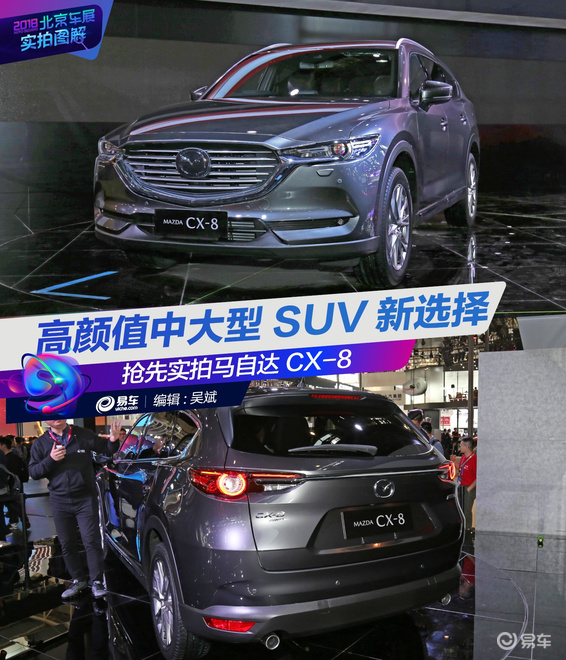 2018北京车展
实拍图解
MAZDA CX-8
高颜值中大型 SUV 新选择
抢先实拍马自达 CX-8
易车
yiche.com
编辑：吴斌
CX-8
MAZDA CX-8
易车